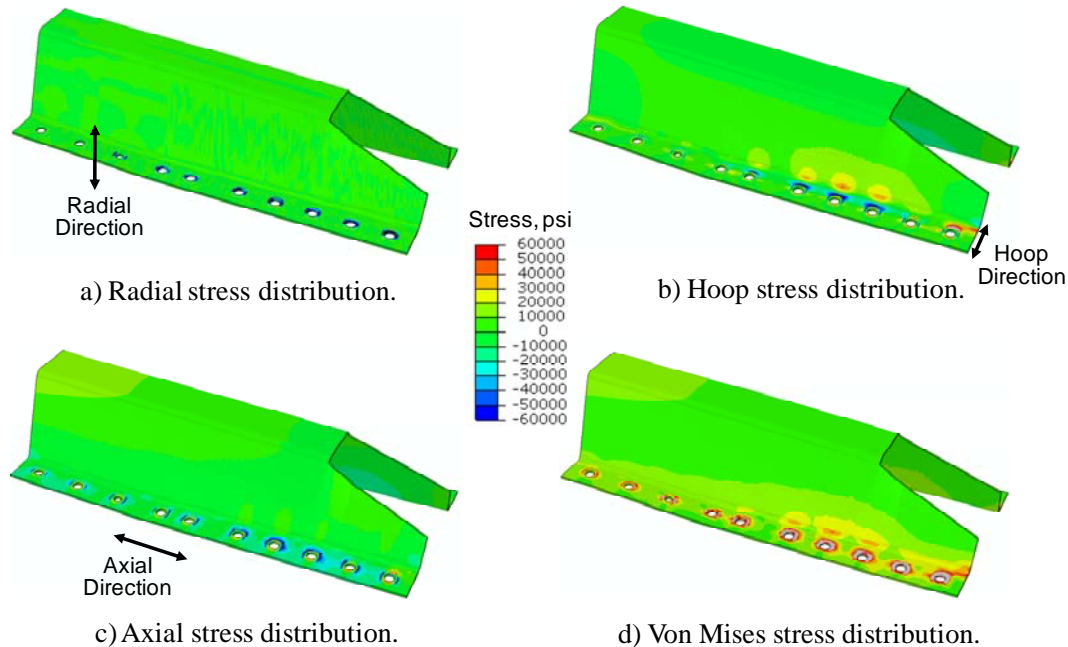 Radial
Direction
a) Radial stress distribution.
Hoop
Direction
b) Hoop stress distribution.
Stress, psi
60000
60000
50000
40000
30000
20000
10000
0
-10000
-20000
-30000
-40000
-50000
-60000
Axial
Direction
c) Axial stress distribution.
d) Von Mises stress distribution.